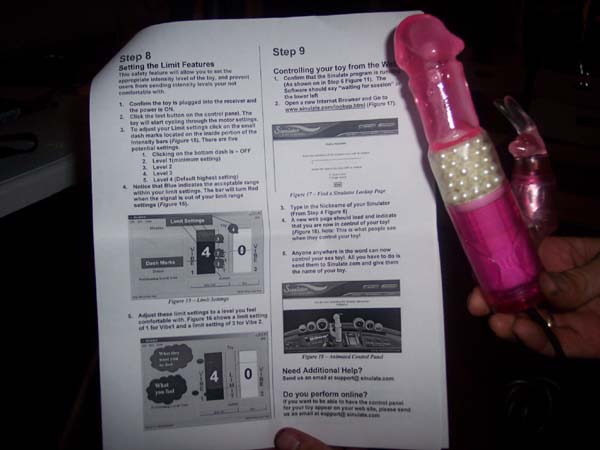 Step 8
Setting the Limit Features
This safety feature will allow you to set the
appropriate intensity level of the toy, and prevent
users from sending intensity levels your not
comfortable with.
1. Confirm the toy is plugged into the receiver and
the power is ON.
2. Click the test button on the control panel. The
toy will start cycling through the motor settings.
3. To adjust your Limit settings click on the small
dash marks located on the inside portion of the
intensity bars (Figure 15). There are five
potential settings.
1. Clicking on the bottom dash is – OFF
2. Level 1(minimum setting)
3. Level 2
4. Level 3
5. Level 4 (Default highest setting)
4. Notice that Blue indicates the acceptable range
within your limit settings. The bar will turn Red
when the signal is out of your limit range
settings (Figure 15).
Limit Settings
Dash Marks
4
0
VIBE 1
VIBE 2
Figure 15 – Limit Settings
5. Adjust these limit settings to a level you feel
comfortable with. Figure 16 shows a limit setting
of 1 for Vibe1 and a limit setting of 3 for Vibe 2.
What they
want you
to feel
What
you feel
VIBE 1
4
LIMIT
0
VIBE 2
Step 9
Controlling your toy from the
1. Confirm that the Sinulate program is
(As shown on in Step 6 Figure 11). The
Software should say "waiting for session"
the lower left
2. Open a new Internet Browser and Go to
www.sinulate.com/lookup.html (Figure 17).
Sinulator
Figure 17 – Find a Sinulator Lookup Page
3. Type in the Nickname of your Sinulator
(From Step 4 Figure 5)
4. A new web page should load and indicate
that you are now in control of your toy!
(Figure 18). Note: This is what people see
when they control your toy!
5. Anyone anywhere in the word can now
control your sex toy! All you have to do is
send them to Sinulate.com and give them
the name of your toy.
Figure 18 – Animated Control Panel
Need Additional Help?
Send us an email at support@ sinulate.com
Do you perform online?
If you want to be able to have the control panel
for your toy appear on your web site, please send
us an email at support@ sinulate.com